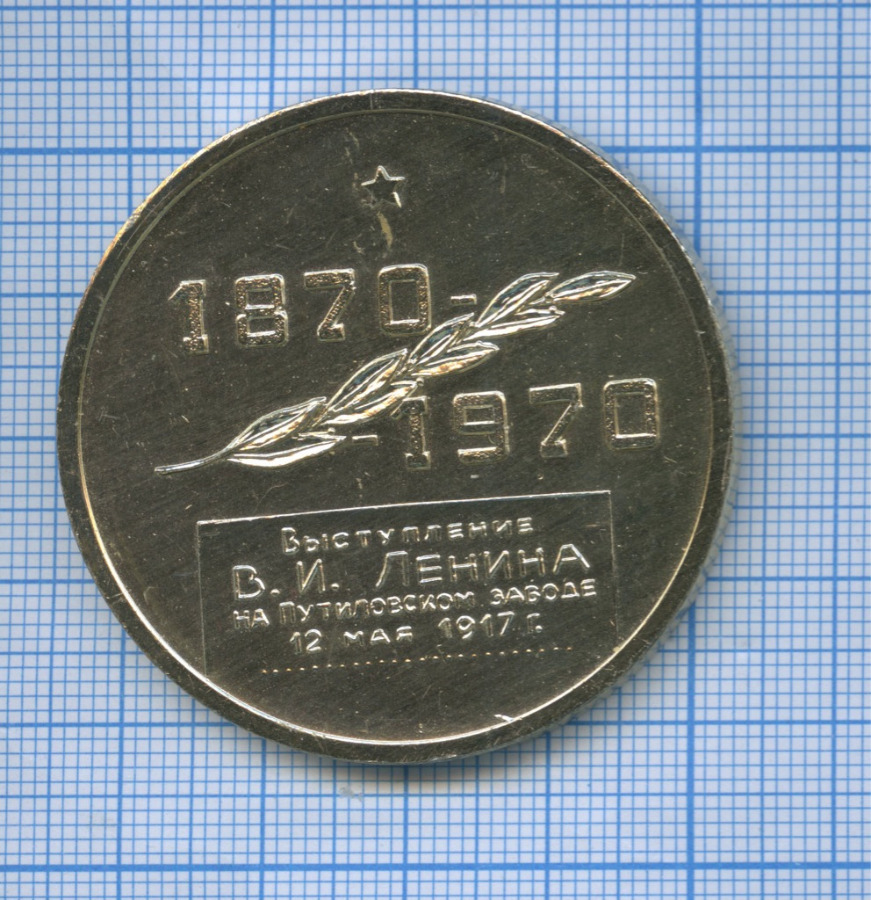 1870-
-1970
Выступление
В. И. Ленина
на Путиловском заводе
12 мая 1917 г.